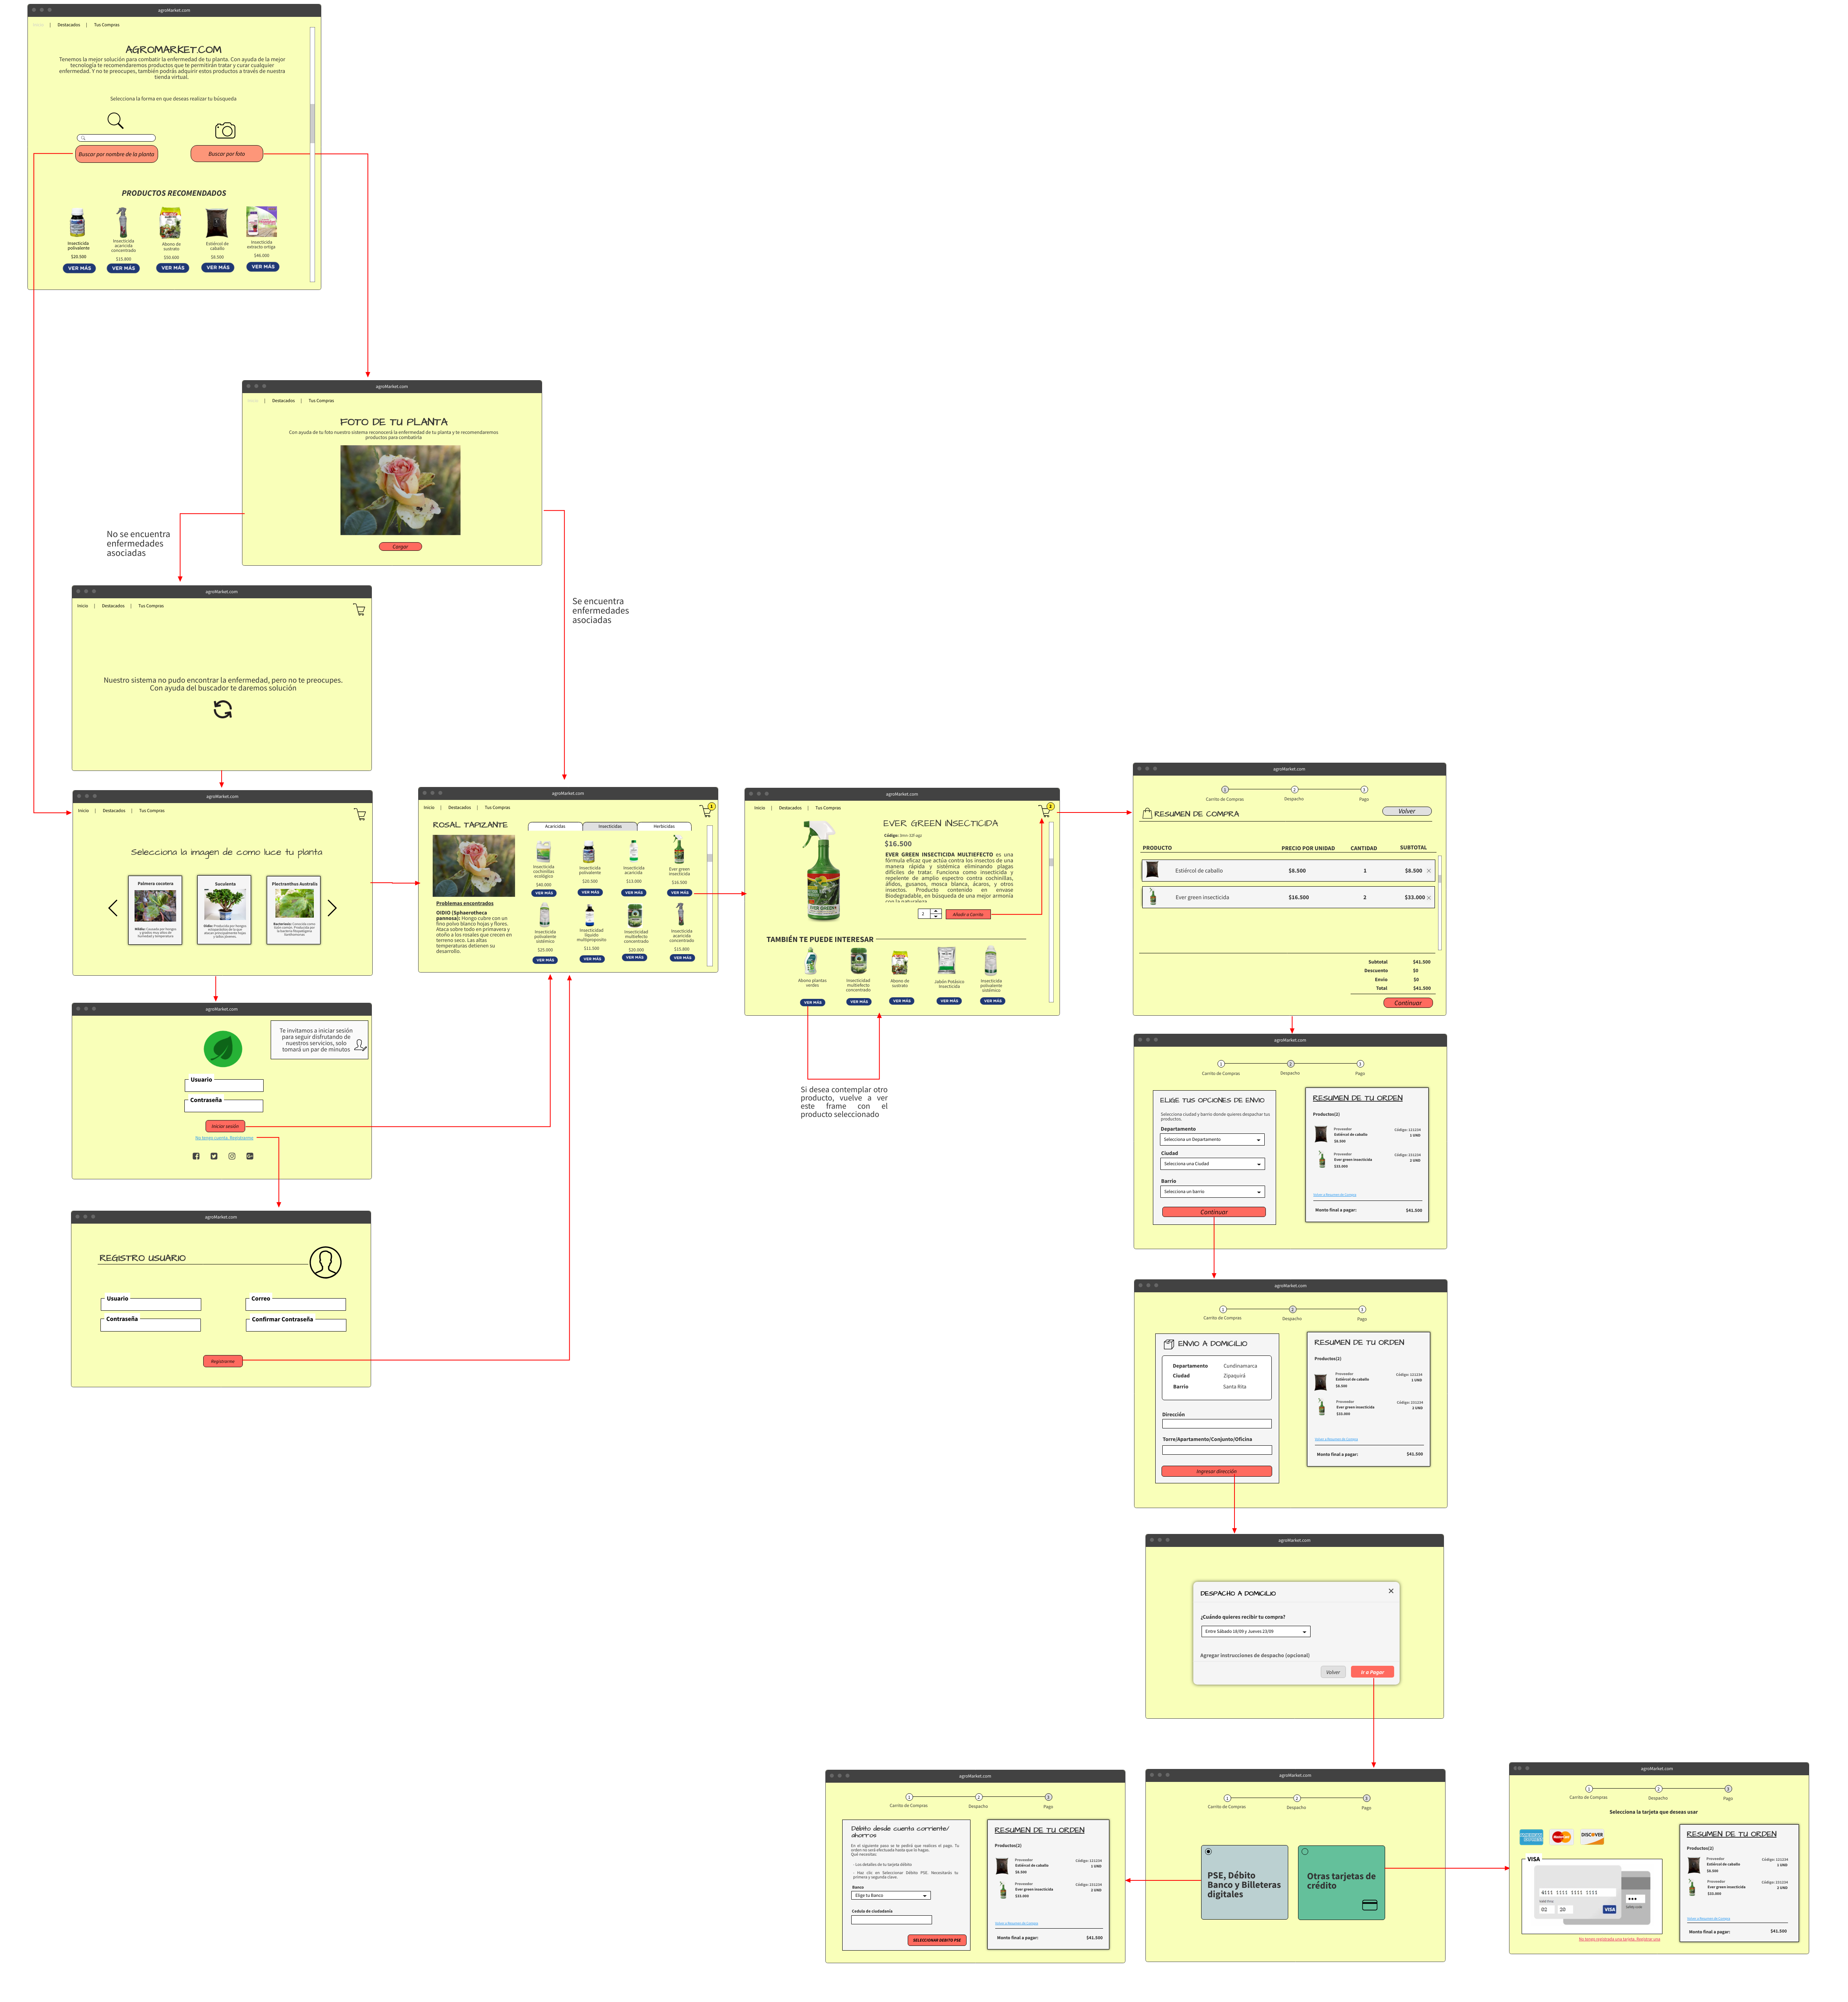 agroMarket.com
Inicio | Destacados | Tus Compras
AGROMARKET.COM
Tenemos la mejor solución para combatir la enfermedad de tu planta. Con ayuda de la mejor
tecnología te recomendaremos productos que te permitirán tratar y curar cualquier
enfermedad. Y no te preocupes, también podrás adquirir estos productos a través de nuestra
tienda virtual.
Selecciona la forma en que deseas realizar tu búsqueda
Buscar por nombre de la planta
Buscar por foto
PRODUCTOS RECOMENDADOS
Insecticida polivalente
$20.500
VER MÁS
Insecticida acaricida concentrado
$15.800
VER MÁS
Abono de sustrato
$50.600
VER MÁS
Estiércol de caballo
$8.500
VER MÁS
Insecticida extracto ortiga
$46.000
VER MÁS
agroMarket.com
Inicio | Destacados | Tus Compras
FOTO DE TU PLANTA
Con ayuda de tu foto nuestro sistema reconocerá la enfermedad de tu planta y te recomendaremos
productos para combatirla
Cargar
No se encuentra
enfermedades
asociadas
Se encuentra
enfermedades
asociadas
agroMarket.com
Inicio | Destacados | Tus Compras
Nuestro sistema no pudo encontrar la enfermedad, pero no te preocupes.
Con ayuda del buscador te daremos solución
agroMarket.com
Inicio | Destacados | Tus Compras
Selecciona la imagen de como luce tu planta
Palmera cocotera
Suculenta
Plectranthus Australis
agroMarket.com
Te invitamos a iniciar sesión
para seguir disfrutando de
nuestros servicios, solo
tomará un par de minutos
Usuario
Contraseña
Iniciar sesión
No tengo cuenta. Registrarme
agroMarket.com
REGISTRO USUARIO
Usuario
Correo
Contraseña
Confirmar Contraseña
Registrarme
agroMarket.com
Inicio | Destacados | Tus Compras
1
ROSAL TAPIZANTE
Acaricidas
Insecticidas
Herbicidas
Problemas encontrados
OIDIO (Sphaerotheca
pannosa): Hongo cubre con un
fino polvo blanco hojas y flores.
Ataca sobre todo en primavera y
otoño a los rosales que crecen en
terreno seco. Las altas
temperaturas detienen su
desarrollo.
Insecticida cochinillas ecológico
$40.000
VER MÁS
Insecticida polivalente
$20.500
VER MÁS
Insecticida acaricida
$13.000
VER MÁS
Ever green insecticida
$16.500
VER MÁS
Insecticida polivalente sistémico
$25.000
VER MÁS
Insecticidad líquido multiproposito
$11.500
VER MÁS
Insecticidad multiefecto concentrado
$20.000
VER MÁS
Insecticida acaricida concentrado
$15.800
VER MÁS
agroMarket.com
Inicio | Destacados | Tus Compras
EVER GREEN INSECTICIDA
$16.500
EVER GREEN INSECTICIDA MULTIEFECTO es una
fórmula eficaz que actúa contra los insectos de una
manera rápida y sistémica eliminando plagas
difíciles de tratar. Funciona como insecticida y
repelente de amplio espectro contra cochinillas,
áfidos, gusanos, mosca blanca, ácaros, y otros
insectos. Producto contenido en envase
Biodegradable, en búsqueda de una mejor armonía
con la naturaleza
Añadir a Carrito
TAMBIÉN TE PUEDE INTERESAR
Abono plantas verdes
VER MÁS
Insecticidad multiefecto concentrado
VER MÁS
Abono de sustrato
VER MÁS
Jabón Potásico Insecticida
VER MÁS
Insecticida polivalente sistémico
VER MÁS
Si desea contemplar otro
producto, vuelve a ver
este frame con el
producto seleccionado
agroMarket.com
1 2 3
Carrito de Compras Despacho Pago
RESUMEN DE COMPRA
Volver
PRODUCTO PRECIO POR UNIDAD CANTIDAD SUBTOTAL
Estiércol de caballo $8.500 1 $8.500
Ever green insecticida $16.500 2 $33.000
Subtotal $41.500
Descuento $0
Envío $0
Total $41.500
Continuar
agroMarket.com
1 2 3
Carrito de Compras Despacho Pago
ELIGE TUS OPCIONES DE ENVIO
Selecciona ciudad y barrio donde quieres despachar tus
productos.
Departamento
Selecciona un Departamento
Ciudad
Selecciona una Ciudad
Barrio
Selecciona un barrio
Continuar
RESUMEN DE TU ORDEN
Productos(2)
Proveedor
Estiércol de caballo
$8.500
Código: 121234
1 UND
Proveedor
Ever green insecticida
$33.000
2 UND
Volver a Resumen de Compra
Monto final a pagar: $41.500
agroMarket.com
1 2 3
Carrito de Compras Despacho Pago
ENVIO A DOMICILIO
Departamento Cundinamarca
Ciudad Zipaquirá
Barrio Santa Rita
Dirección
Torre/Apartamento/Conjunto/Oficina
Ingresar dirección
RESUMEN DE TU ORDEN
Productos(2)
Proveedor
Estiércol de caballo
$8.500
Código: 121234
1 UND
Proveedor
Ever green insecticida
$33.000
2 UND
Volver a Resumen de Compra
Monto final a pagar: $41.500
agroMarket.com
DESPACHO A DOMICILIO
¿Cuándo quieres recibir tu compra?
Entre Sábado 18/09 y Jueves 23/09
Agregar instrucciones de despacho (opcional)
Volver
Ir a Pagar
agroMarket.com
1 2 3
Carrito de Compras Despacho Pago
PSE, Débito
Banco y Billeteras
digitales
Otras tarjetas de
crédito
agroMarket.com
1 2 3
Carrito de Compras Despacho Pago
Débito desde cuenta corriente/
ahorros
En el siguiente paso se te pedirá que realices el pago. Tu
orden no será efectuada hasta que lo hagas.
Qué necesitas:
- Los detalles de tu tarjeta débito
- Haz clic en Seleccionar Débito PSE. Necesitarás tu
primera y segunda clave.
Banco
Elige tu Banco
Cedula de ciudadanía
SELECCIONAR DEBITO PSE
RESUMEN DE TU ORDEN
Productos(2)
Proveedor
Estiércol de caballo
$8.500
Código: 121234
1 UND
Proveedor
Ever green insecticida
$33.000
2 UND
Volver a Resumen de Compra
Monto final a pagar: $41.500
agroMarket.com
1 2 3
Carrito de Compras Despacho Pago
Selecciona la tarjeta que deseas usar
DISCOVER
VISA
4111 1111 1111 1111
02 20
VISA
No tengo registrada una tarjeta. Registrar una
RESUMEN DE TU ORDEN
Productos(2)
Proveedor
Estiércol de caballo
$8.500
Código: 121234
1 UND
Proveedor
Ever green insecticida
$33.000
2 UND
Volver a Resumen de Compra
Monto final a pagar: $41.500